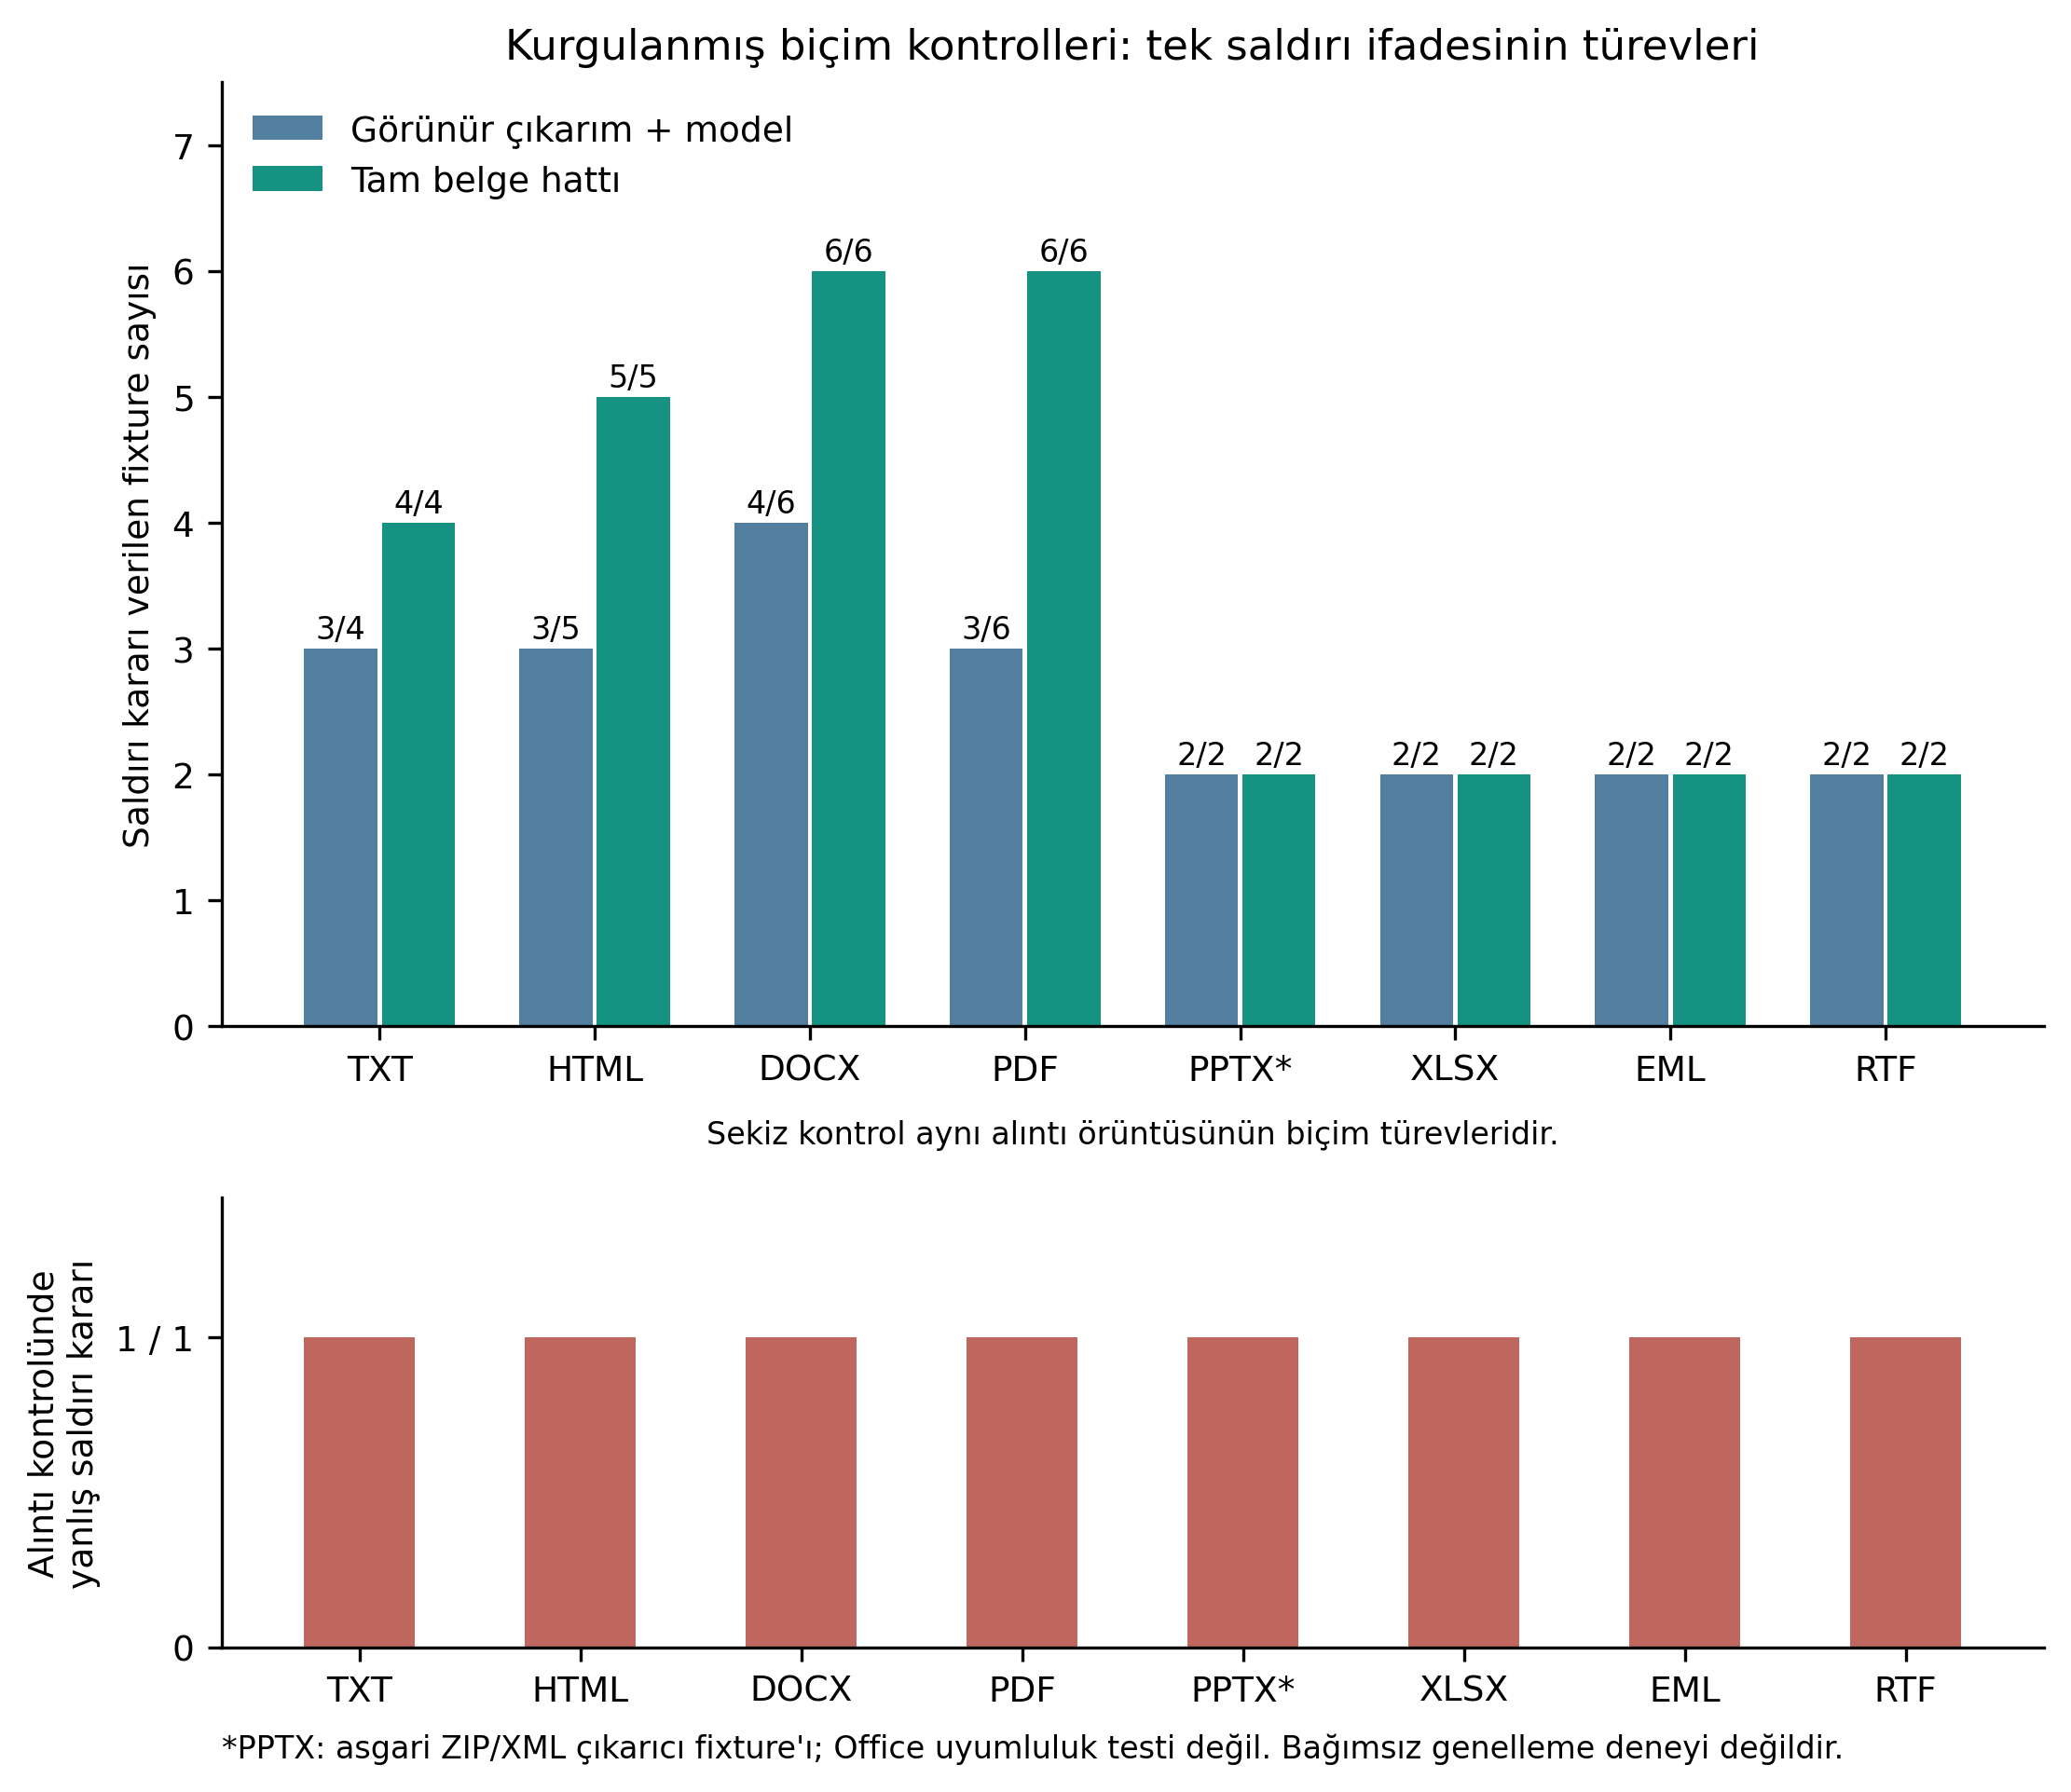 Kurgulanmış biçim kontrolleri: tek saldırı ifadesinin türevleri
Görünür çıkarım + model
Tam belge hattı
Saldırı kararı verilen fixture sayısı
7
6
5
4
3
2
1
0
3/4 4/4 3/5 5/5 4/6 6/6 3/6 6/6 2/2 2/2 2/2 2/2 2/2 2/2 2/2 2/2
TXT HTML DOCX PDF PPTX* XLSX EML RTF
Sekiz kontrol aynı alıntı örüntüsünün biçim türevleridir.
Alıntı kontrolünde
yanlış saldırı kararı
1 / 1
0
TXT HTML DOCX PDF PPTX* XLSX EML RTF
*PPTX: asgari ZIP/XML çıkarıcı fixture'ı; Office uyumluluk testi değil. Bağımsız genelleme deneyi değildir.